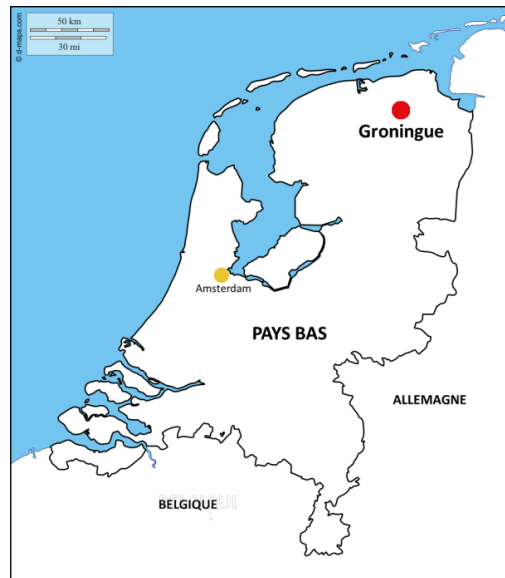 50 km
30 mi
© d-maps.com
Groningue
Amsterdam
PAYS BAS
ALLEMAGNE
BELGIQUE